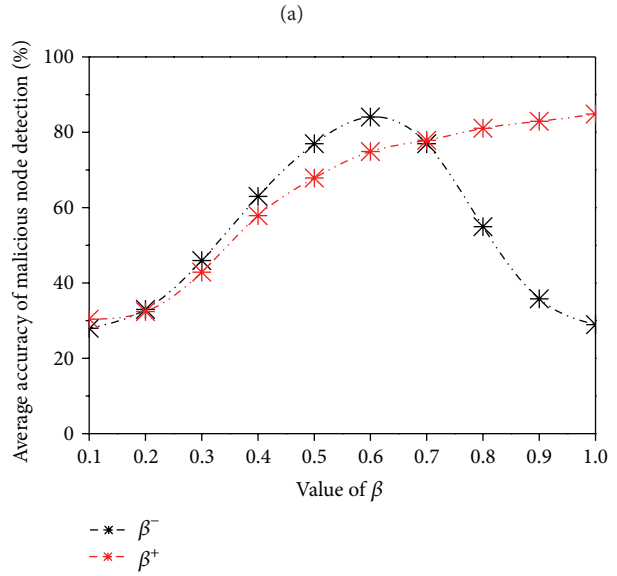 (a)
Average accuracy of malicious node detection (%)
100
80
60
40
20
0
0.1 0.2 0.3 0.4 0.5 0.6 0.7 0.8 0.9 1.0
Value of β
β⁻
β⁺